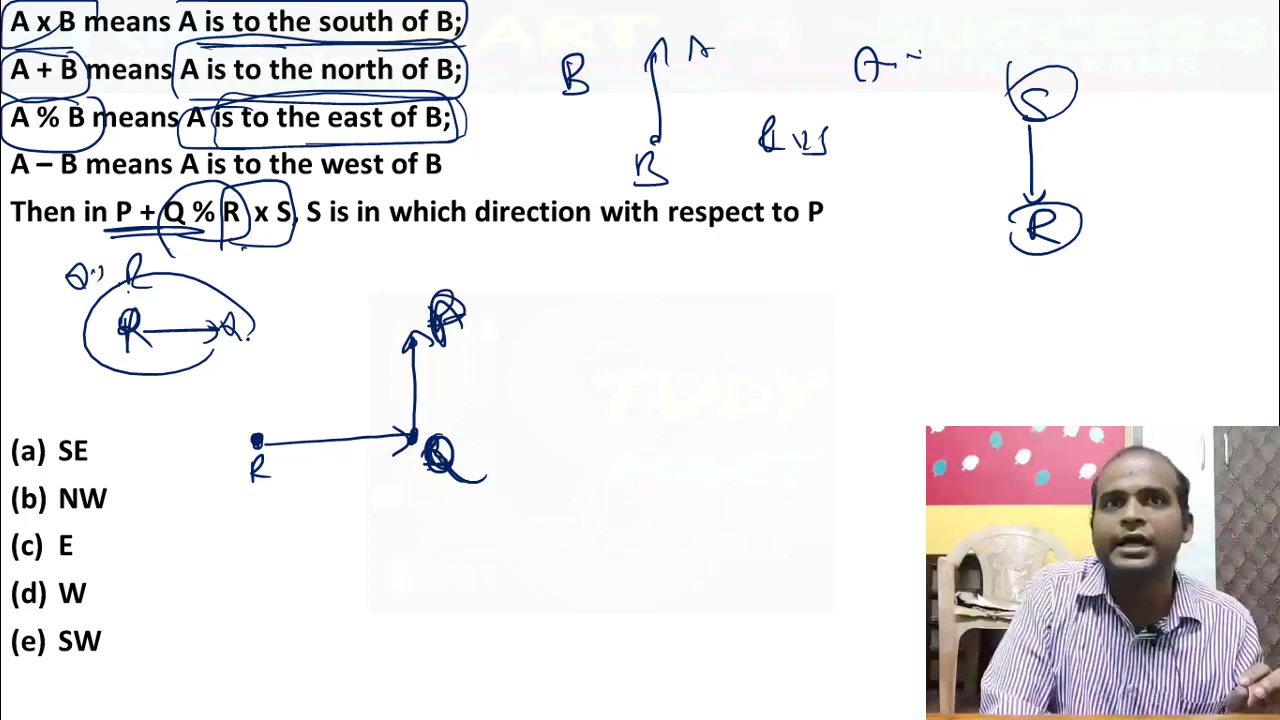 A x B means A is to the south of B;
A + B means A is to the north of B;
A % B means A is to the east of B;
A – B means A is to the west of B
Then in P + Q % R x S, S is in which direction with respect to P
B
A
B
S
R
R
R
Q
(a) SE
(b) NW
(c) E
(d) W
(e) SW
TUDY